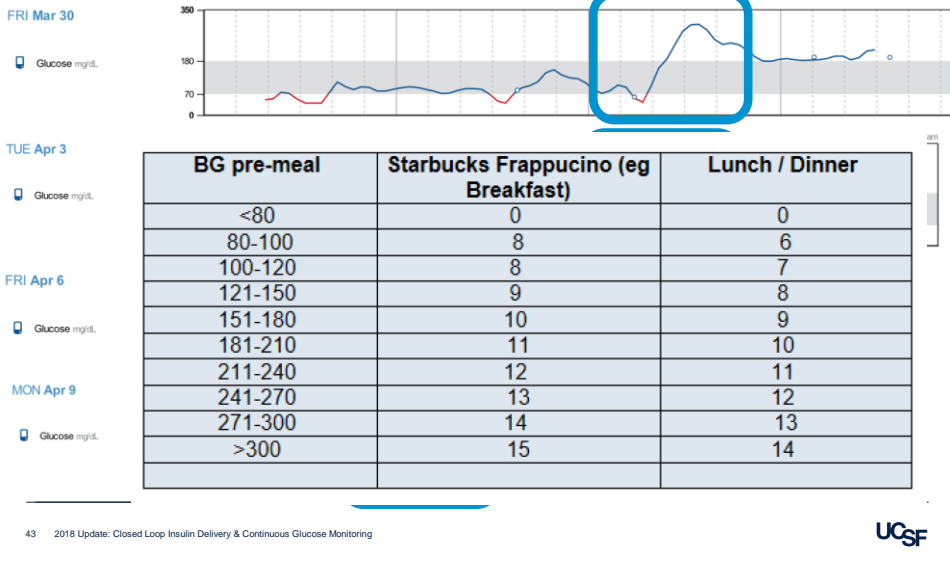 FRI Mar 30
350
Glucose mg/dL
180
70
0
TUE Apr 3
am
Glucose mg/dL
FRI Apr 6
Glucose mg/dL
MON Apr 9
Glucose mg/dL
BG pre-meal Starbucks Frappucino (eg Breakfast) Lunch / Dinner
<80 0 0
80-100 8 6
100-120 8 7
121-150 9 8
151-180 10 9
181-210 11 10
211-240 12 11
241-270 13 12
271-300 14 13
>300 15 14
43 2018 Update: Closed Loop Insulin Delivery & Continuous Glucose Monitoring
UCSF